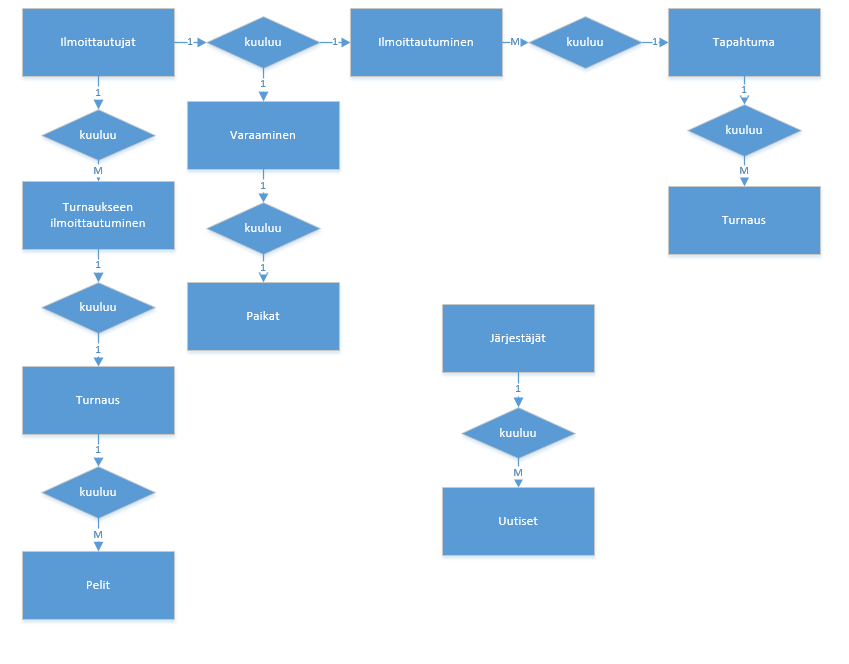 Ilmoittautujat
1
kuuluu
1
Ilmoittautuminen
M
kuuluu
1
Tapahtuma
1
kuuluu
M
Turnaukseen
ilmoittautuminen
1
kuuluu
1
Turnaus
1
kuuluu
M
Pelit
1
Varaaminen
1
kuuluu
1
Paikat
1
kuuluu
M
Turnaus
Järjestäjät
1
kuuluu
M
Uutiset